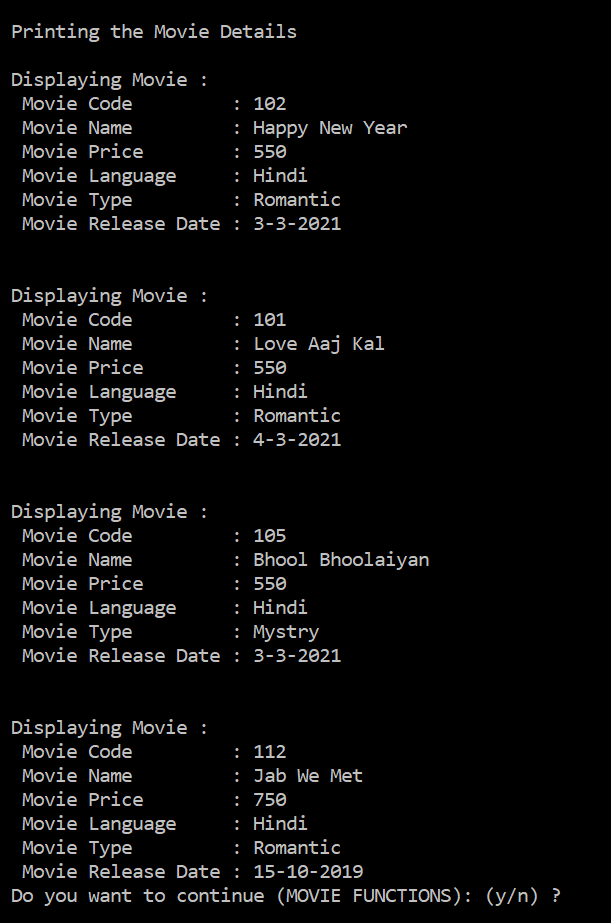 Printing the Movie Details
Displaying Movie :
Movie Code : 102
Movie Name : Happy New Year
Movie Price : 550
Movie Language : Hindi
Movie Type : Romantic
Movie Release Date : 3-3-2021
Displaying Movie :
Movie Code : 101
Movie Name : Love Aaj Kal
Movie Price : 550
Movie Language : Hindi
Movie Type : Romantic
Movie Release Date : 4-3-2021
Displaying Movie :
Movie Code : 105
Movie Name : Bhool Bhoolaiyan
Movie Price : 550
Movie Language : Hindi
Movie Type : Mystry
Movie Release Date : 3-3-2021
Displaying Movie :
Movie Code : 112
Movie Name : Jab We Met
Movie Price : 750
Movie Language : Hindi
Movie Type : Romantic
Movie Release Date : 15-10-2019
Do you want to continue (MOVIE FUNCTIONS): (y/n) ?